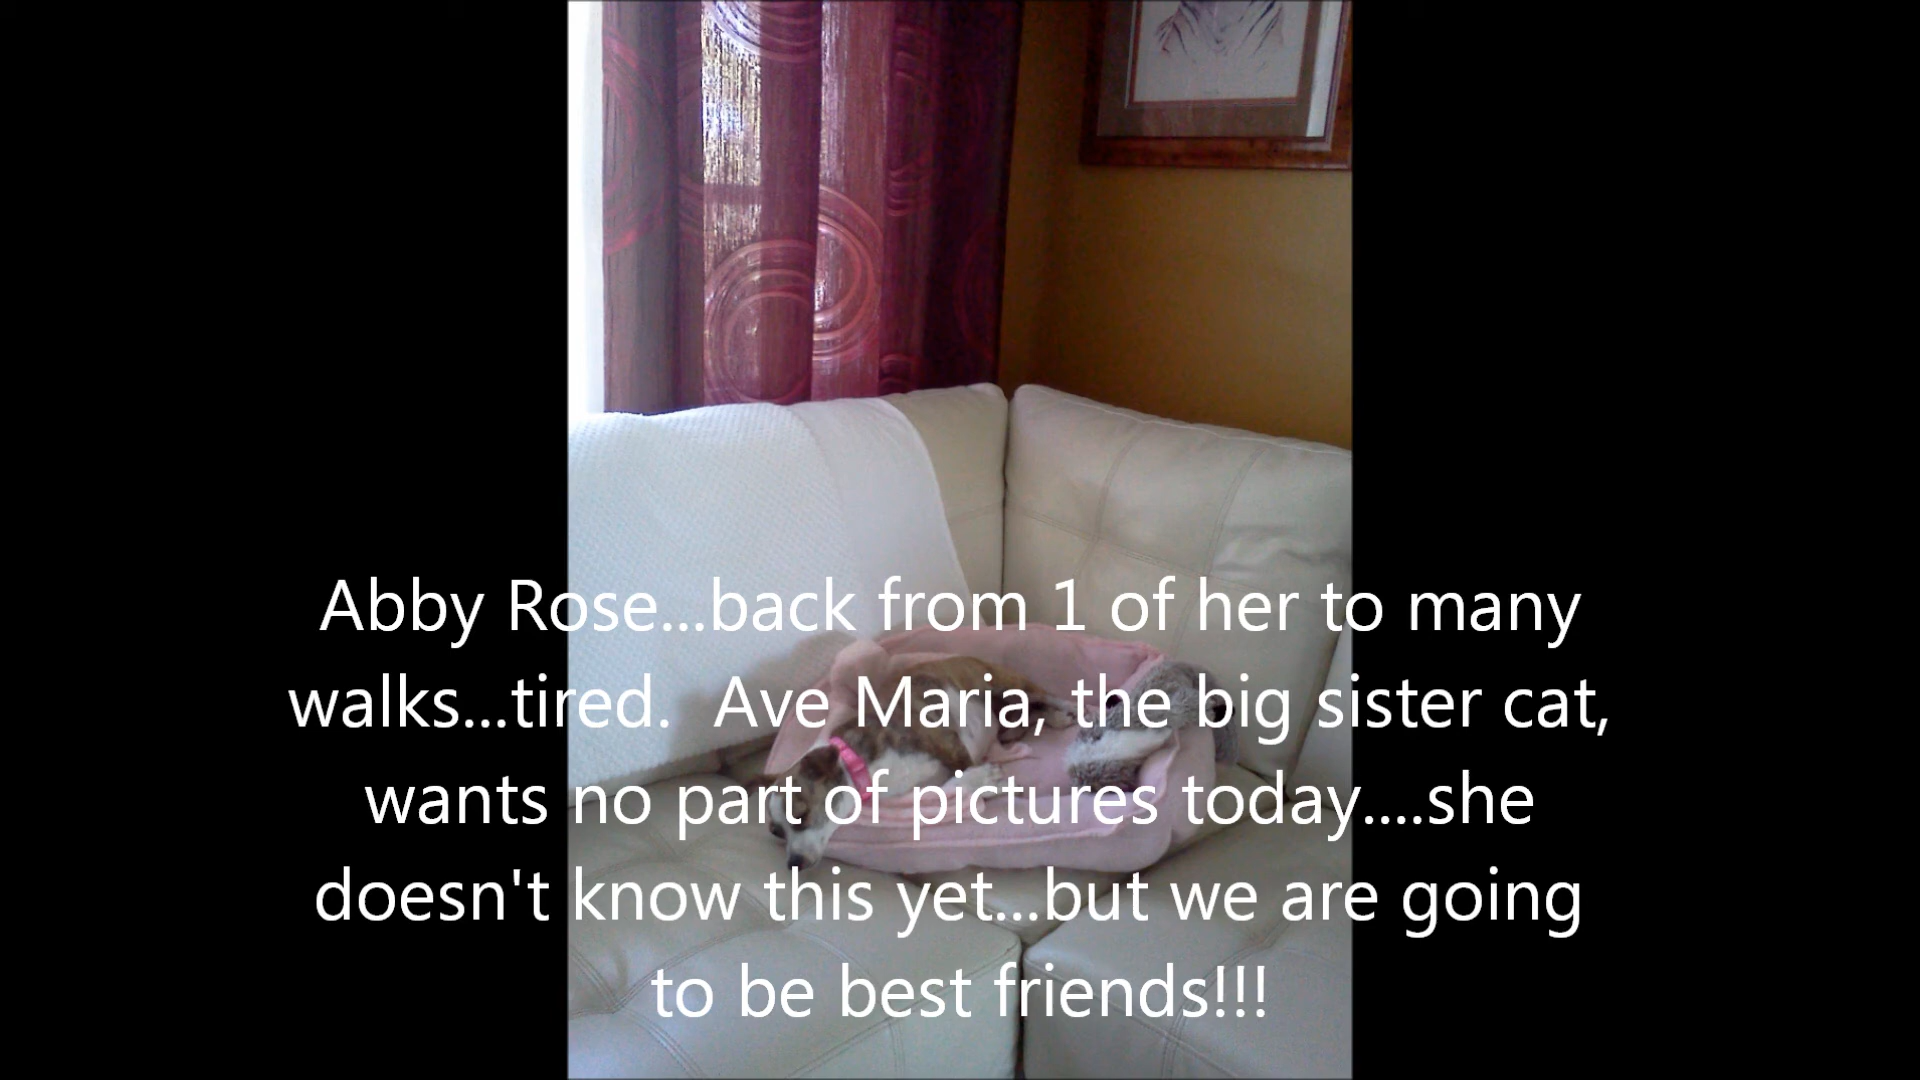 Abby Rose...back from 1 of her to many
walks...tired.  Ave Maria, the big sister cat,
wants no part of pictures today....she
doesn't know this yet...but we are going
to be best friends!!!